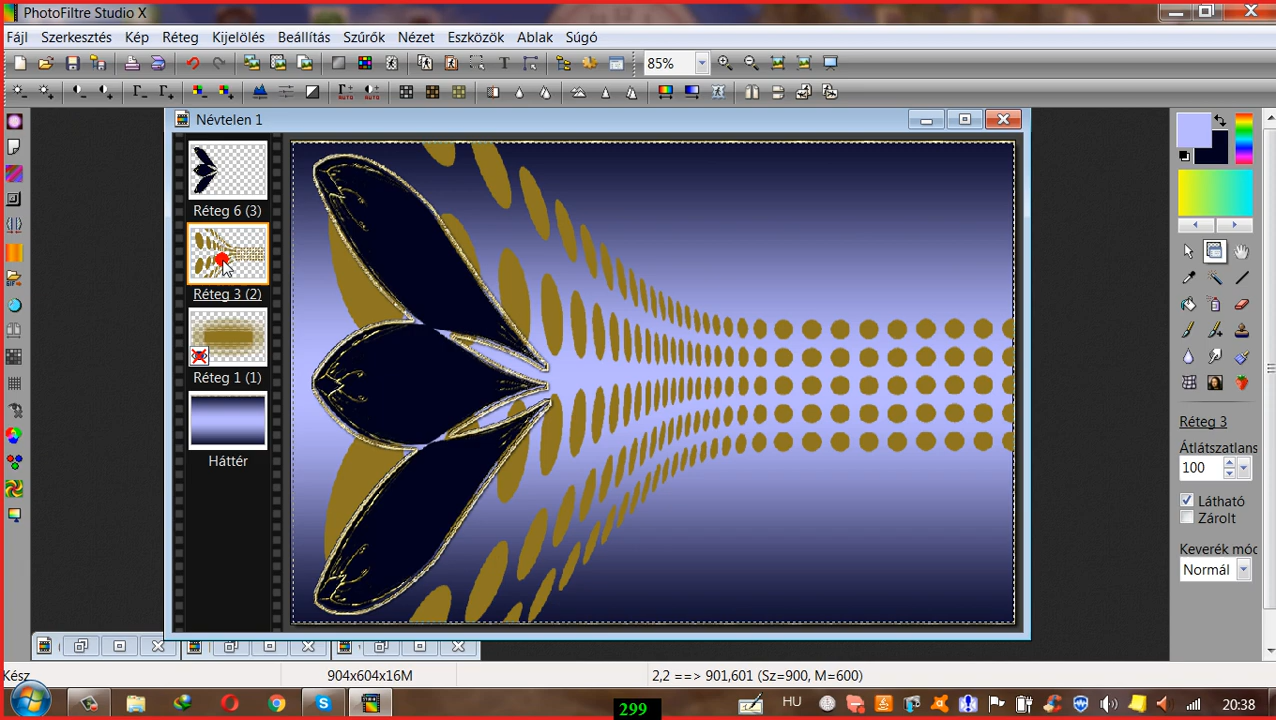 PhotoFiltre Studio X
Fájl Szerkesztés Kép Réteg Kijelölés Beállítás Szűrők Nézet Eszközök Ablak Súgó
85%
Névtelen 1
Réteg 6 (3)
Réteg 3 (2)
Réteg 1 (1)
Háttér
Réteg 3
Átlátszatlans
100
Látható
Zárolt
Keverék móc
Normál
Kész
904x604x16M
2,2 ==> 901,601 (Sz=900, M=600)
299
HU
20:38